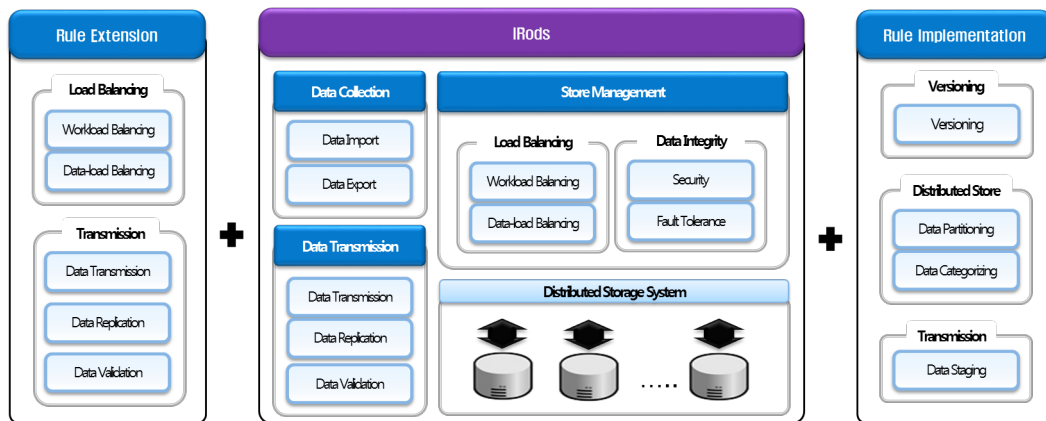 Rule Extension
Load Balancing
Workload Balancing
Data-load Balancing
Transmission
Data Transmission
Data Replication
Data Validation
IRods
Data Collection
Data Import
Data Export
Data Transmission
Data Transmission
Data Replication
Data Validation
Store Management
Load Balancing
Workload Balancing
Data-load Balancing
Data Integrity
Security
Fault Tolerance
Distributed Storage System
.....
Rule Implementation
Versioning
Versioning
Distributed Store
Data Partitioning
Data Categorizing
Transmission
Data Staging